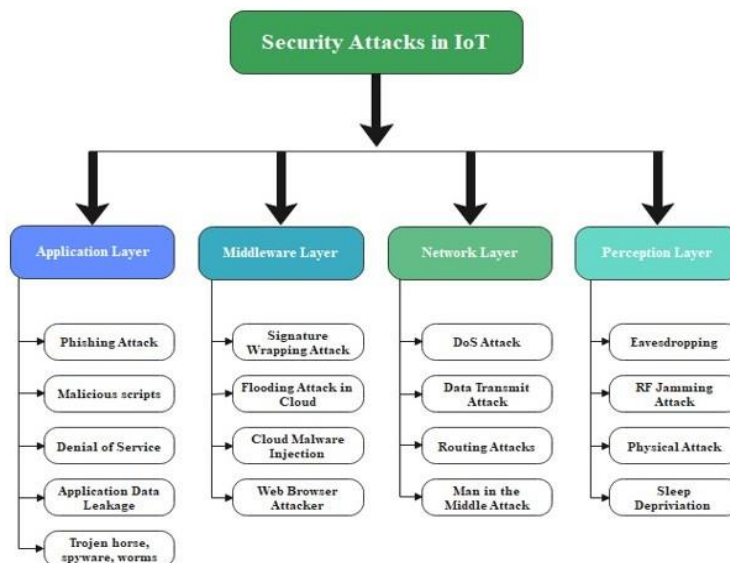 Security Attacks in IoT
Application Layer
Phishing Attack
Malicious scripts
Denial of Service
Application Data
Leakage
Trojen horse,
spyware, worms
Middleware Layer
Signature
Wrapping Attack
Flooding Attack in
Cloud
Cloud Malware
Injection
Web Browser
Attacker
Network Layer
DoS Attack
Data Transmit
Attack
Routing Attacks
Man in the
Middle Attack
Perception Layer
Eavesdropping
RF Jamming
Attack
Physical Attack
Sleep
Depriviation